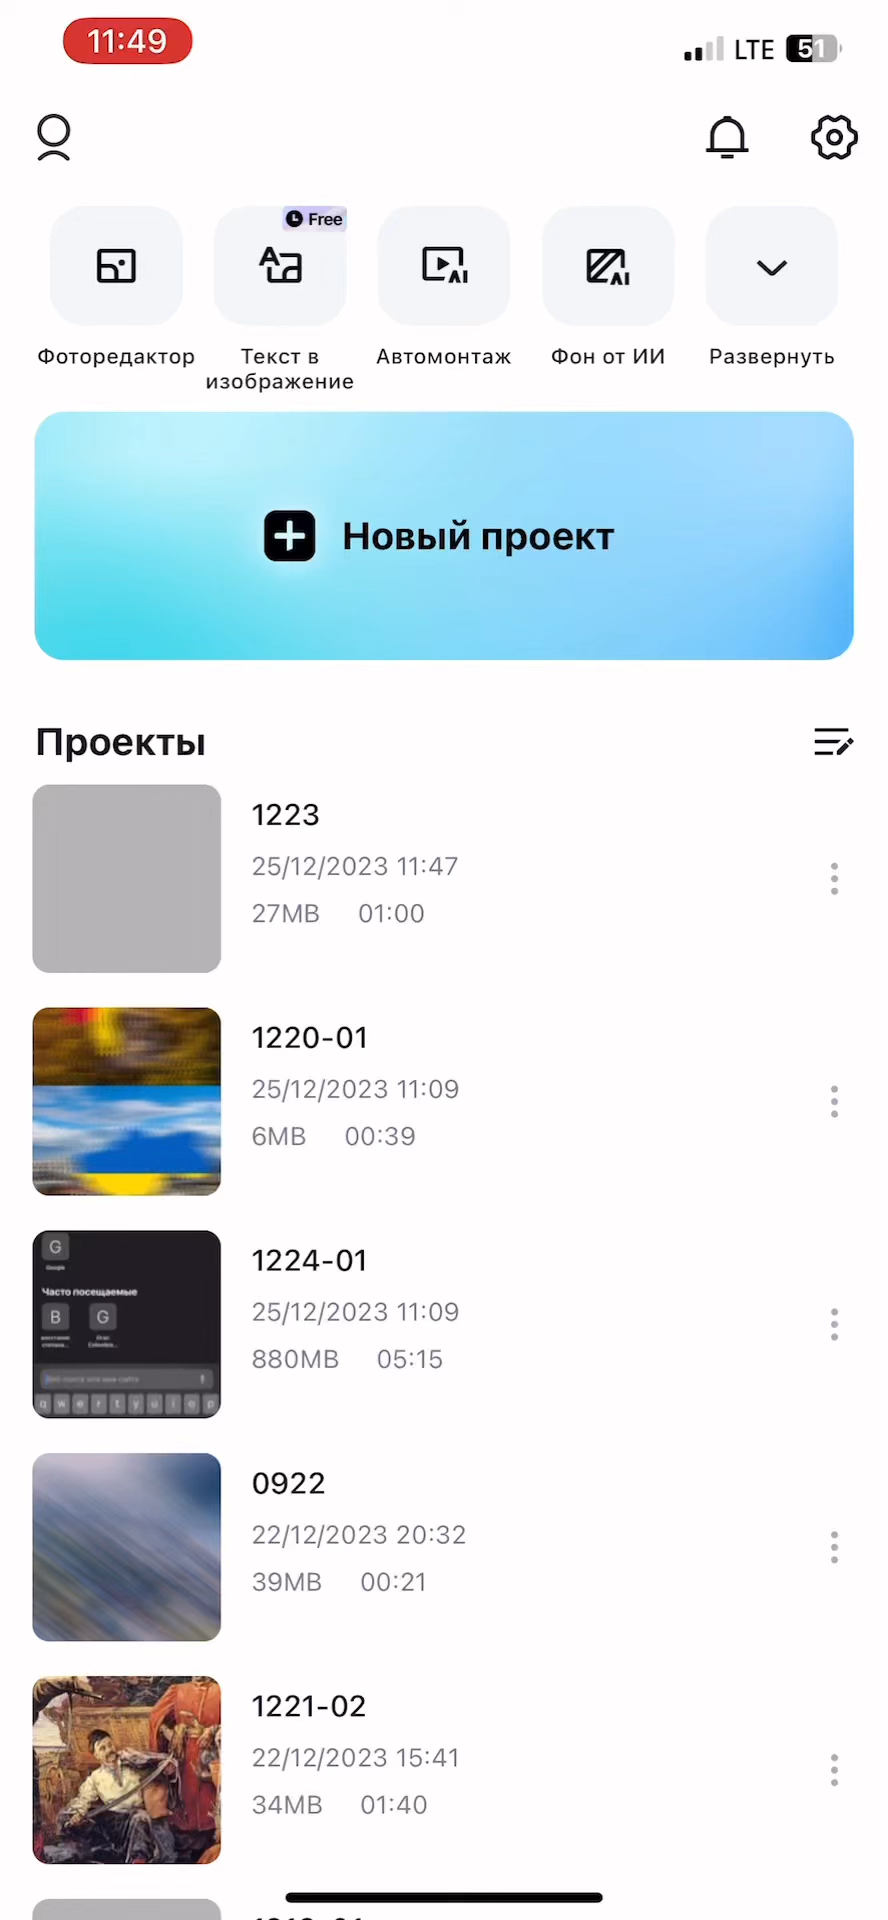 11:49
LTE 51
Free
Фоторедактор
Текст в
изображение
Автомонтаж
Фон от ИИ
Развернуть
Новый проект
Проекты
1223
25/12/2023 11:47
27MB 01:00
1220-01
25/12/2023 11:09
6MB 00:39
G
Google
Часто посещаемые
B G
q w e r t y u i o p
1224-01
25/12/2023 11:09
880MB 05:15
0922
22/12/2023 20:32
39MB 00:21
1221-02
22/12/2023 15:41
34MB 01:40